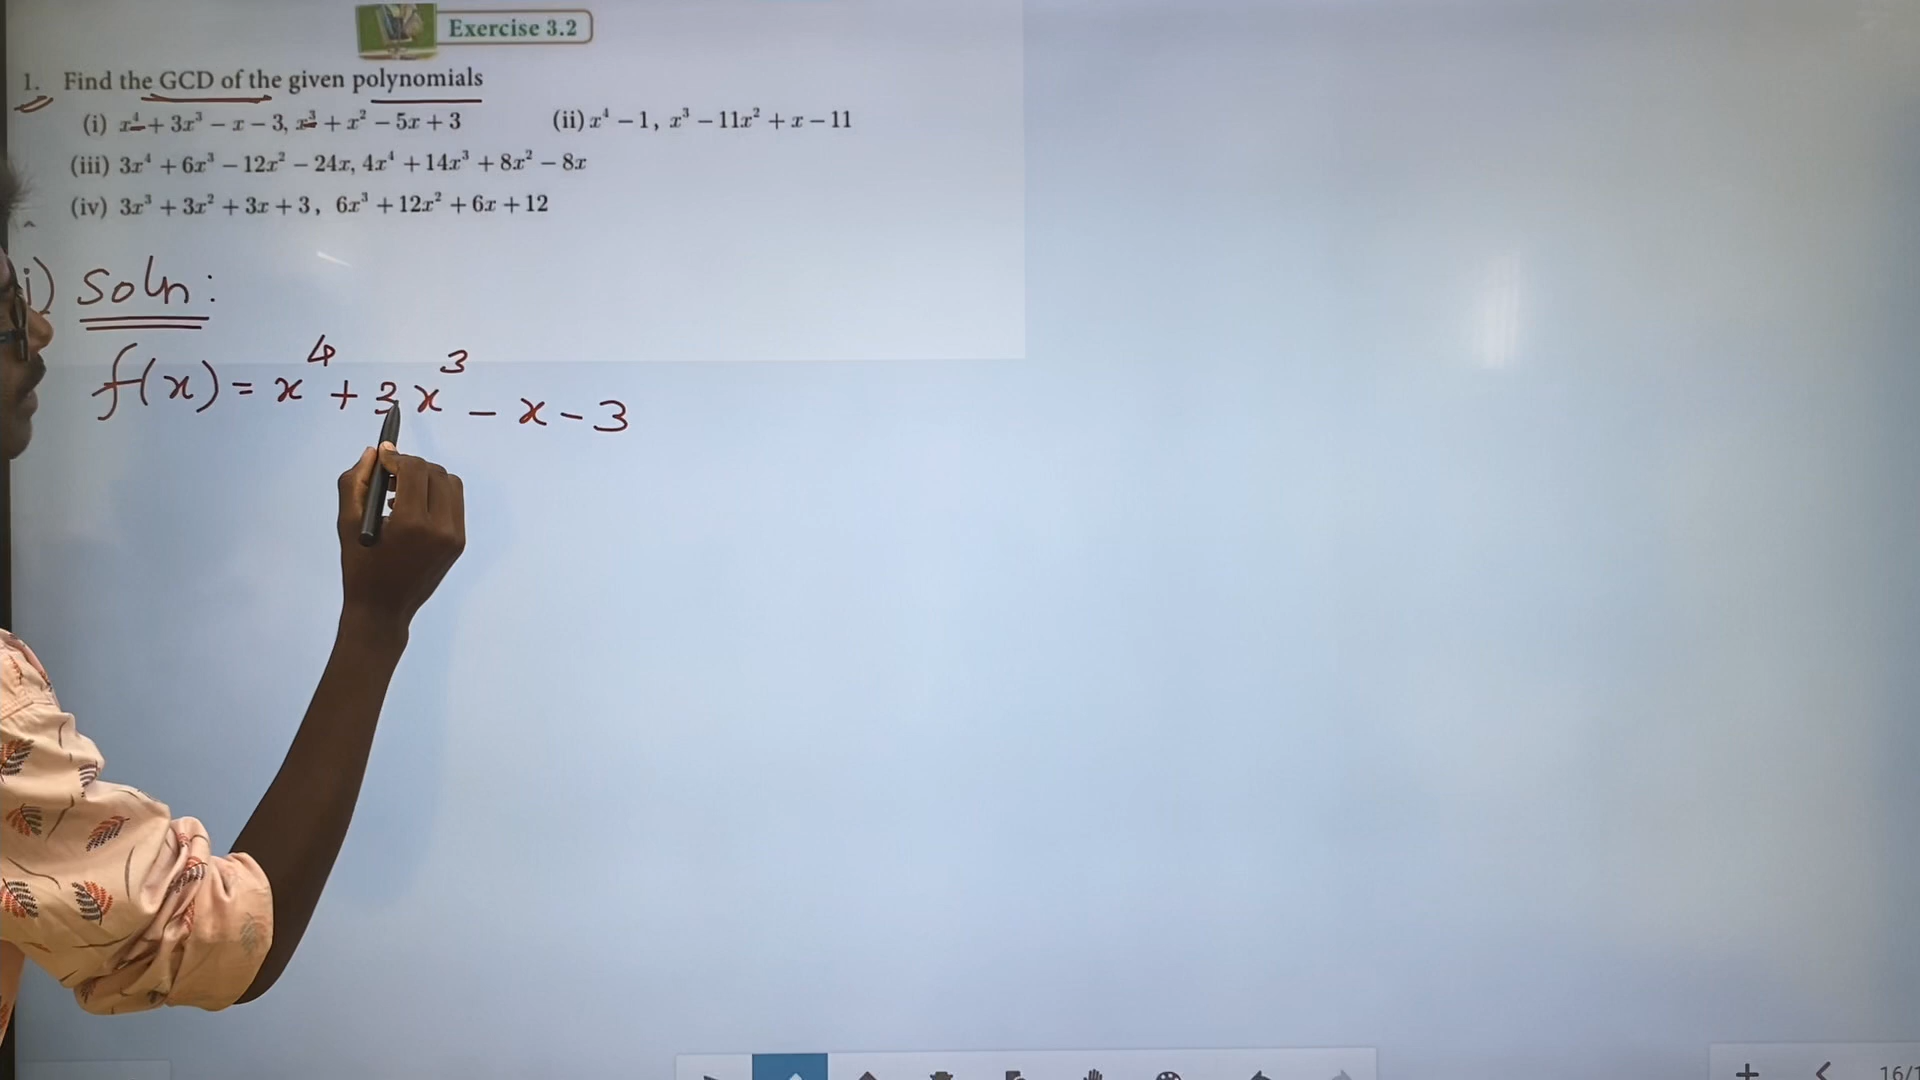 Exercise 3.2
1. Find the GCD of the given polynomials
(i) x⁴ + 3x³ − x − 3, x³ + x² − 5x + 3 (ii) x⁴ − 1, x³ − 11x² + x − 11
(iii) 3x⁴ + 6x³ − 12x² − 24x, 4x⁴ + 14x³ + 8x² − 8x
(iv) 3x³ + 3x² + 3x + 3, 6x³ + 12x² + 6x + 12
i) Soln:
f(x) = x⁴ + 3x³ − x − 3